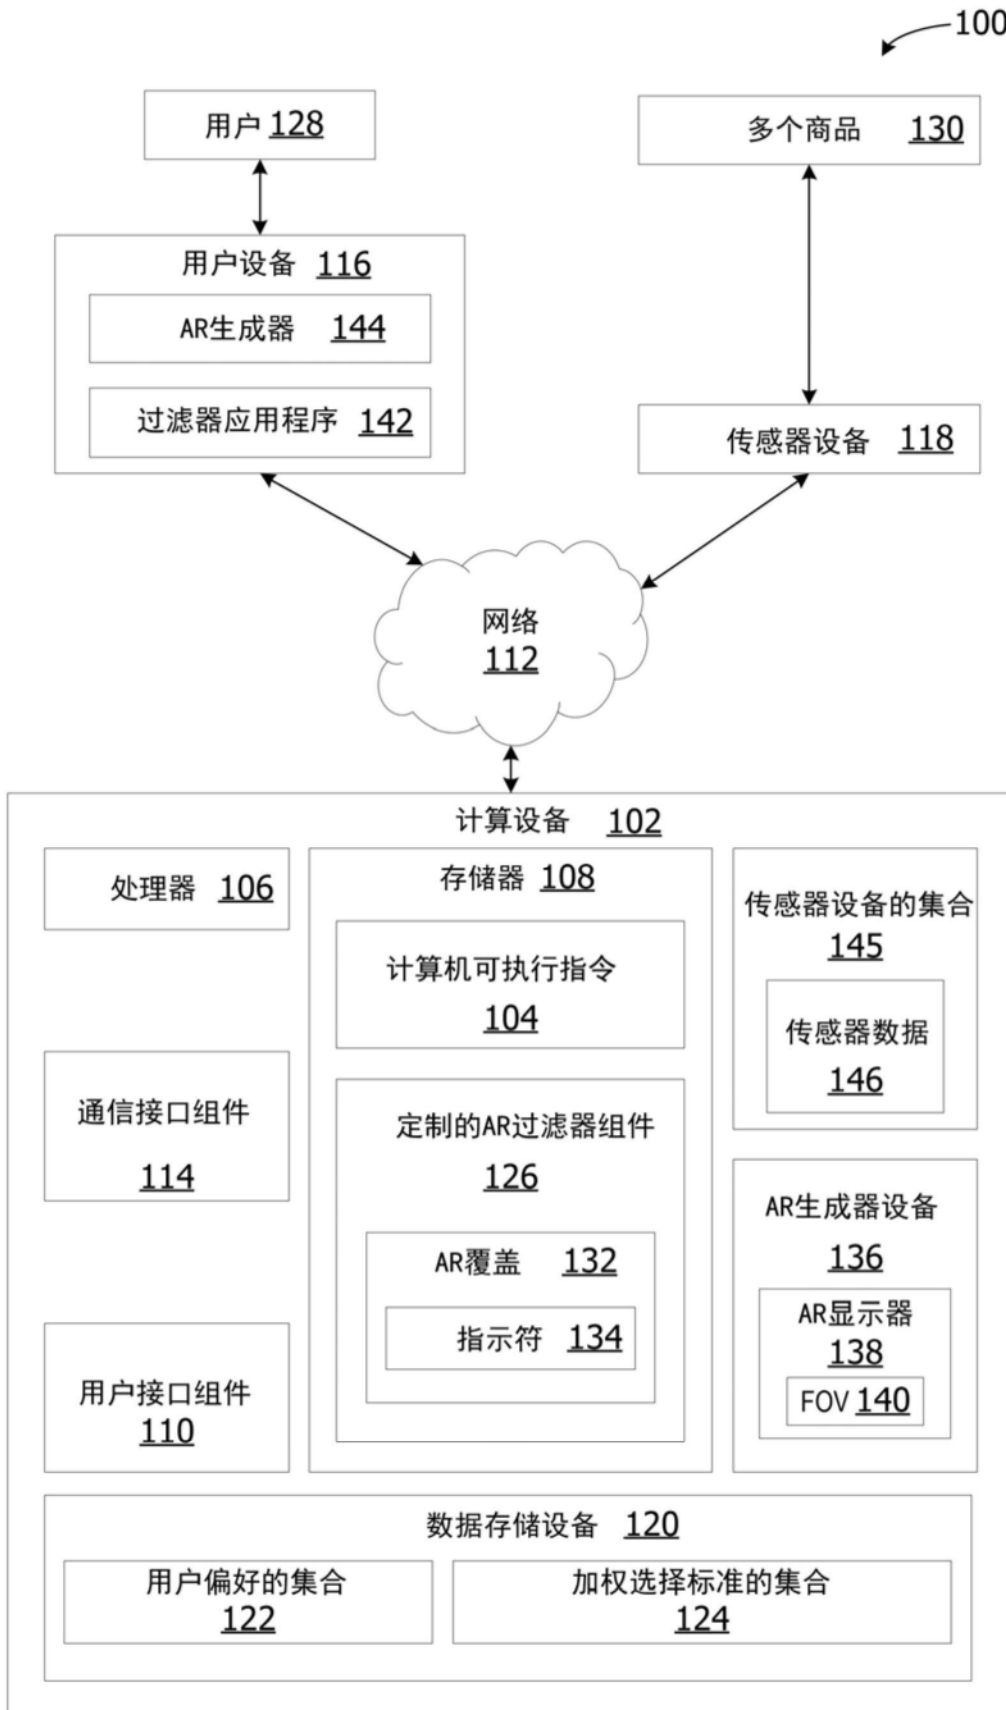 100
用户 128
多个商品 130
用户设备 116
AR生成器 144
过滤器应用程序 142
传感器设备 118
网络
112
计算设备 102
处理器 106
存储器 108
传感器设备的集合
145
计算机可执行指令
104
传感器数据
146
通信接口组件
114
定制的AR过滤器组件
126
AR生成器设备
136
AR覆盖 132
指示符 134
AR显示器
138
FOV 140
用户接口组件
110
数据存储设备 120
用户偏好的集合
122
加权选择标准的集合
124